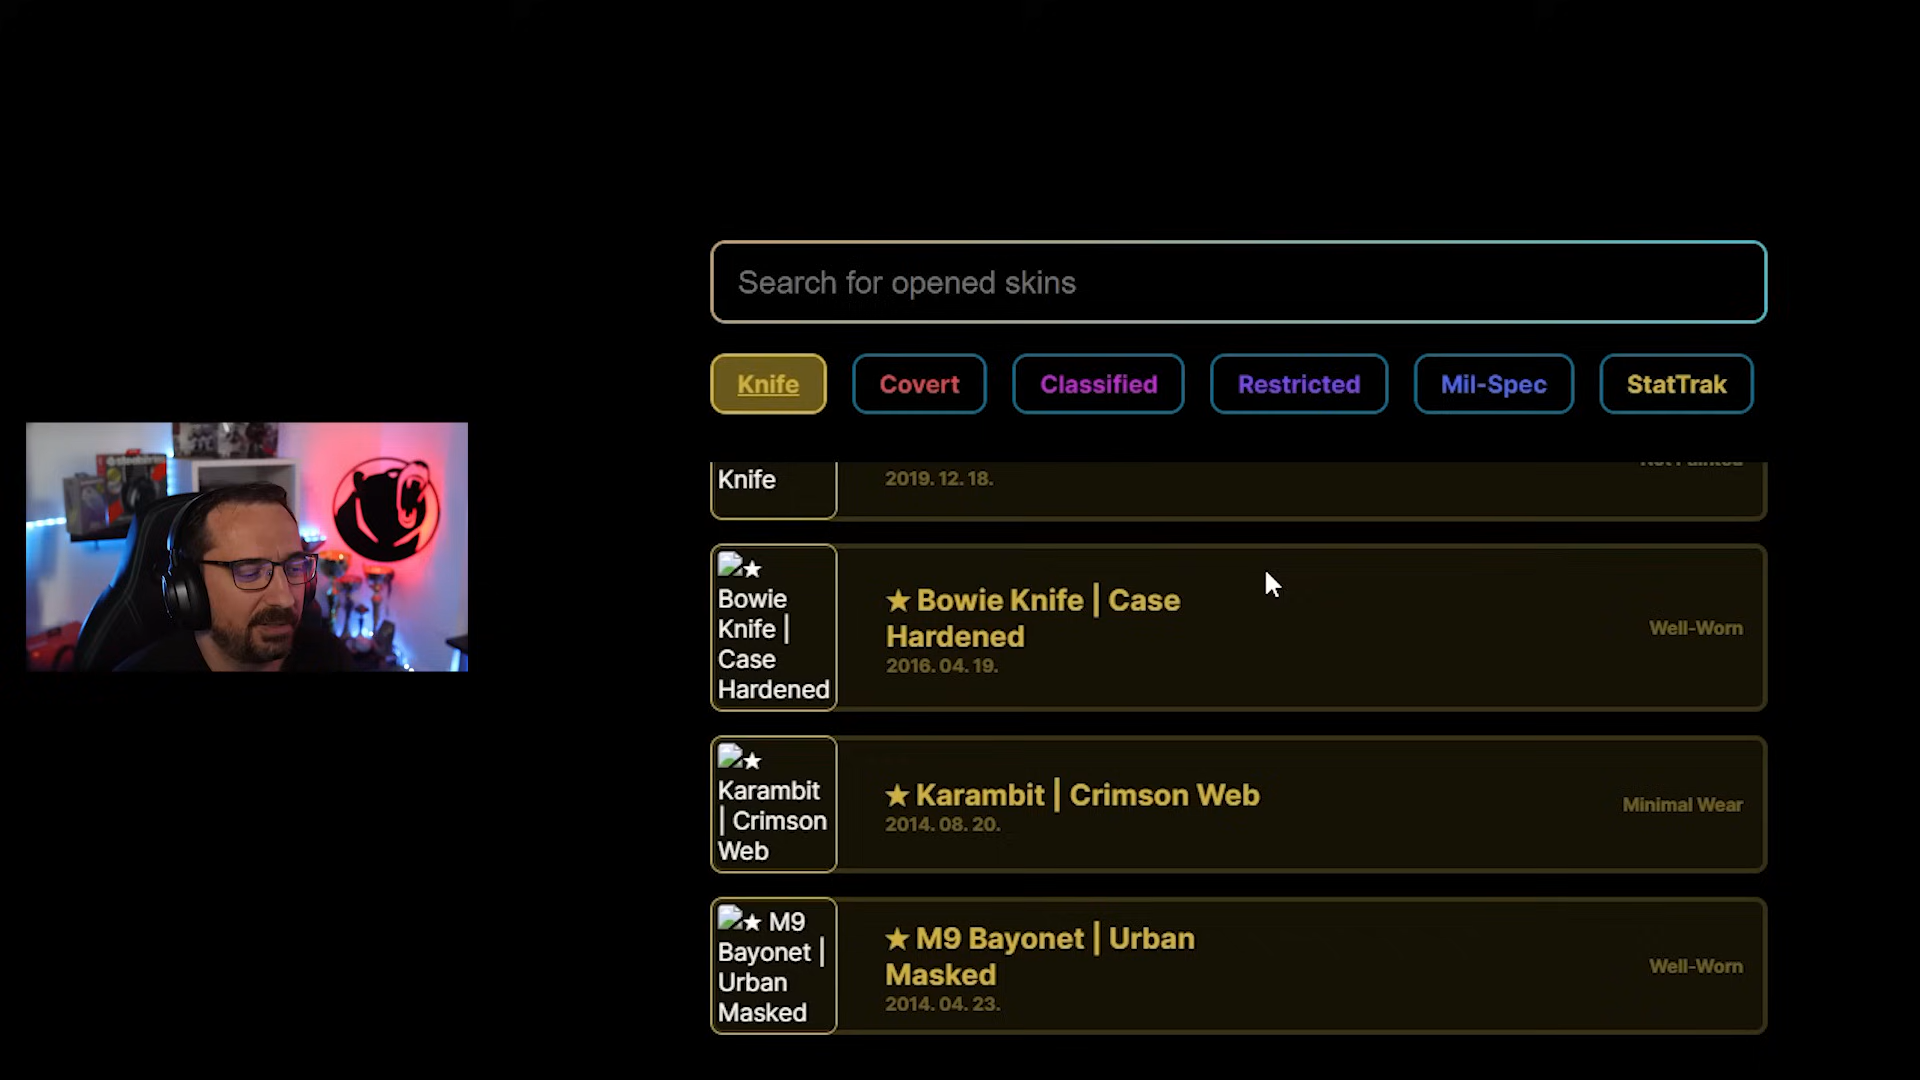 Search for opened skins
Knife
Covert
Classified
Restricted
Mil-Spec
StatTrak
Knife
2019. 12. 18.
Not Painted
★
Bowie
Knife |
Case
Hardened
★ Bowie Knife | Case
Hardened
2016. 04. 19.
Well-Worn
★
Karambit
| Crimson
Web
★ Karambit | Crimson Web
2014. 08. 20.
Minimal Wear
★ M9
Bayonet |
Urban
Masked
★ M9 Bayonet | Urban
Masked
2014. 04. 23.
Well-Worn